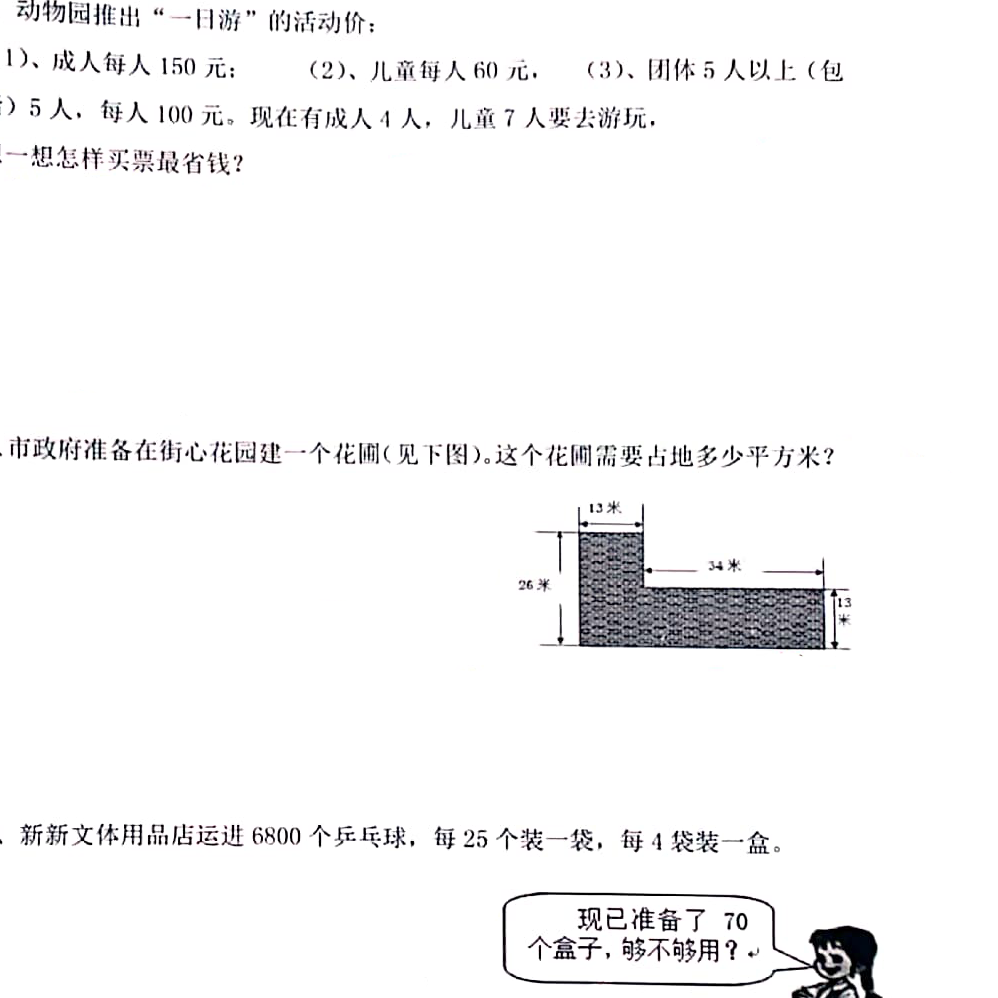 动物园推出“一日游”的活动价：
1）、成人每人 150 元； （2）、儿童每人 60 元， （3）、团体 5 人以上（包
）5 人，每人 100 元。现在有成人 4 人，儿童 7 人要去游玩，
一想怎样买票最省钱？
、市政府准备在街心花园建一个花圃（见下图）。这个花圃需要占地多少平方米？
13 米
34 米
26 米
13
米
、新新文体用品店运进 6800 个乒乓球，每 25 个装一袋，每 4 袋装一盒。
现已准备了 70
个盒子，够不够用？